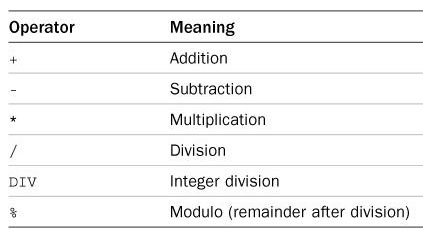 Operator Meaning
+ Addition
- Subtraction
* Multiplication
/ Division
DIV Integer division
% Modulo (remainder after division)